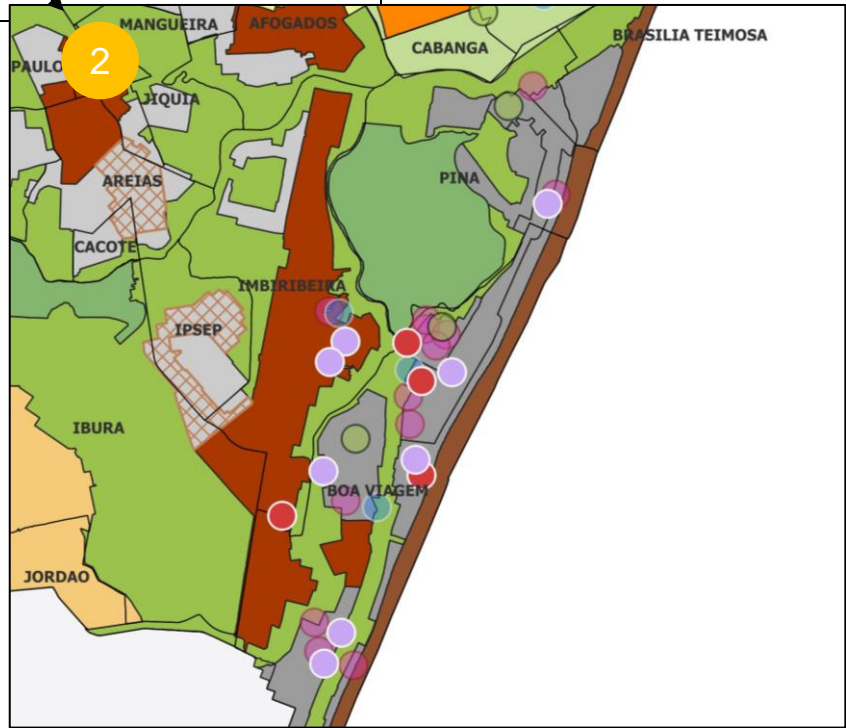 MANGUEIRA
AFOGADOS
BRASILIA TEIMOSA
CABANGA
PAULO
2
JIQUIA
AREIAS
PINA
CACOTE
IMBIRIBEIRA
IPSEP
IBURA
BOA VIAGEM
JORDAO